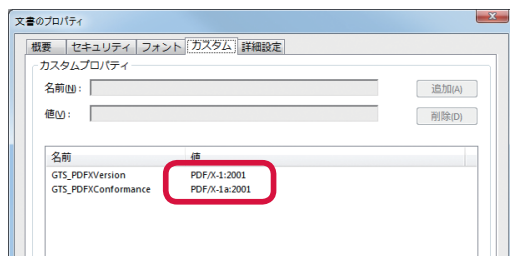 文書のプロパティ
概要 セキュリティ フォント カスタム 詳細設定
カスタムプロパティ
名前(N): 追加(A)
値(V): 削除(D)
名前 値
GTS_PDFXVersion PDF/X-1:2001
GTS_PDFXConformance PDF/X-1a:2001